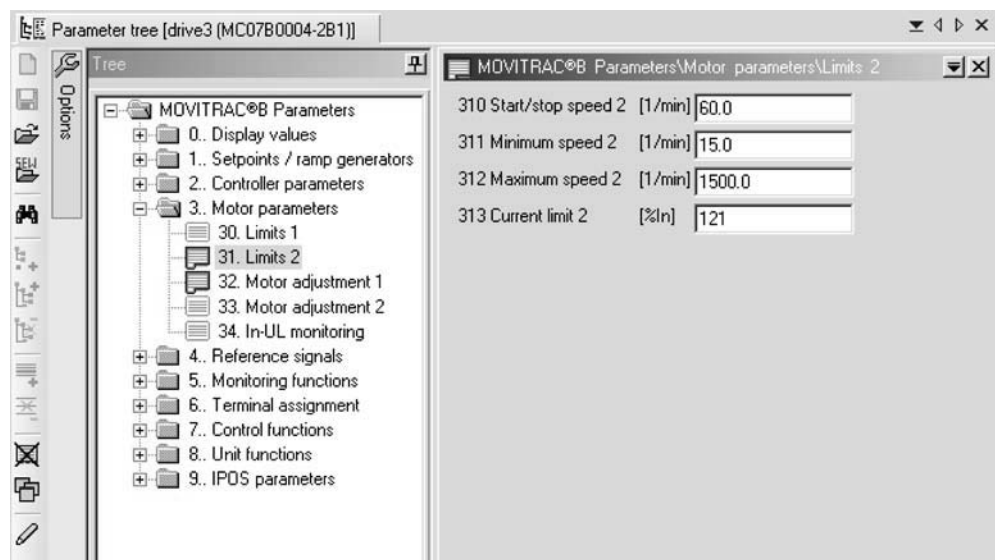 Parameter tree [drive3 (MC07B0004-2B1)]
Options
SEW
Tree
MOVITRAC®B Parameters
0.. Display values
1.. Setpoints / ramp generators
2.. Controller parameters
3.. Motor parameters
30. Limits 1
31. Limits 2
32. Motor adjustment 1
33. Motor adjustment 2
34. In-UL monitoring
4.. Reference signals
5.. Monitoring functions
6.. Terminal assignment
7.. Control functions
8.. Unit functions
9.. IPOS parameters
MOVITRAC®B Parameters\Motor parameters\Limits 2
310 Start/stop speed 2 [1/min] 60.0
311 Minimum speed 2 [1/min] 15.0
312 Maximum speed 2 [1/min] 1500.0
313 Current limit 2 [%In] 121